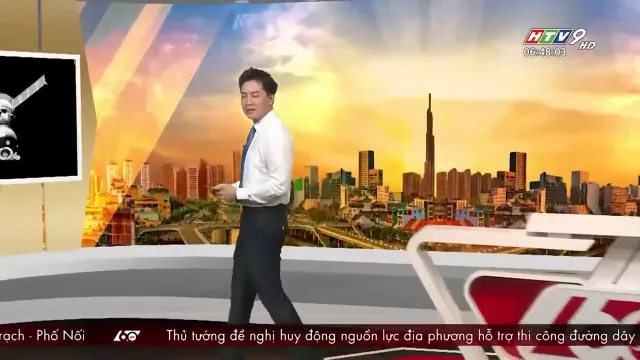 HTV9 HD
06:48:03
rạch - Phố Nối 60 Thủ tướng đề nghị huy động nguồn lực địa phương hỗ trợ thi công đường dây